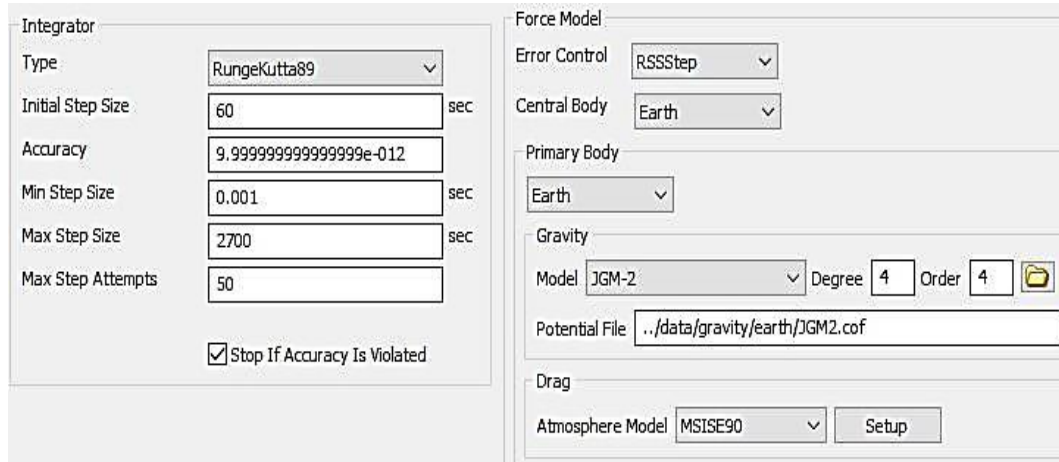 Integrator
Type RungeKutta89
Initial Step Size 60 sec
Accuracy 9.999999999999999e-012
Min Step Size 0.001 sec
Max Step Size 2700 sec
Max Step Attempts 50
Stop If Accuracy Is Violated
Force Model
Error Control RSSStep
Central Body Earth
Primary Body
Earth
Gravity
Model JGM-2 Degree 4 Order 4
Potential File ../data/gravity/earth/JGM2.cof
Drag
Atmosphere Model MSISE90 Setup